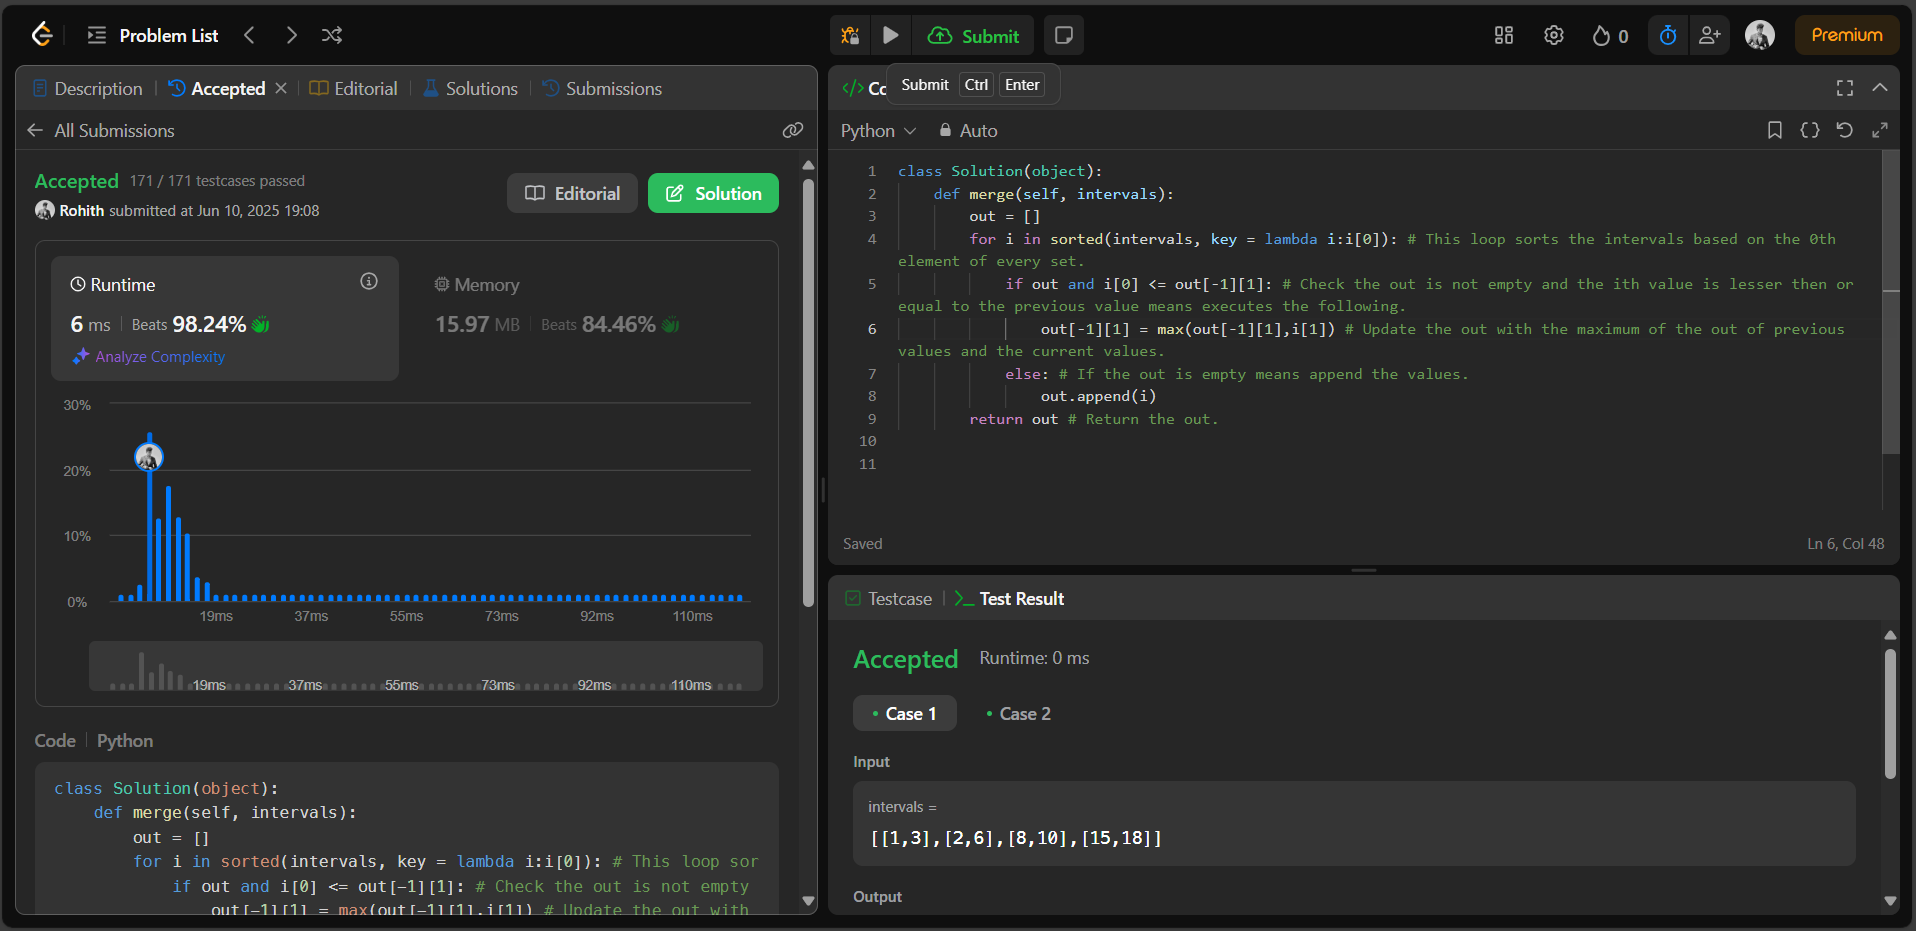 Problem List
Submit
0
Premium
Description
Accepted
Editorial
Solutions
Submissions
All Submissions
Accepted 171 / 171 testcases passed
Rohith submitted at Jun 10, 2025 19:08
Editorial
Solution
Runtime
6 ms Beats 98.24%
Analyze Complexity
Memory
15.97 MB Beats 84.46%
30%
20%
10%
0%
19ms 37ms 55ms 73ms 92ms 110ms
19ms 37ms 55ms 73ms 92ms 110ms
Code Python
class Solution(object):
def merge(self, intervals):
out = []
for i in sorted(intervals, key = lambda i:i[0]): # This loop sor
if out and i[0] <= out[-1][1]: # Check the out is not empty
out[-1][1] = max(out[-1][1],i[1]) # Update the out with
</> Co
Submit Ctrl Enter
Python
Auto
1 class Solution(object):
2 def merge(self, intervals):
3 out = []
4 for i in sorted(intervals, key = lambda i:i[0]): # This loop sorts the intervals based on the 0th
element of every set.
5 if out and i[0] <= out[-1][1]: # Check the out is not empty and the ith value is lesser then or
equal to the previous value means executes the following.
6 out[-1][1] = max(out[-1][1],i[1]) # Update the out with the maximum of the out of previous
values and the current values.
7 else: # If the out is empty means append the values.
8 out.append(i)
9 return out # Return the out.
10
11
Saved
Ln 6, Col 48
Testcase
Test Result
Accepted Runtime: 0 ms
Case 1
Case 2
Input
intervals =
[[1,3],[2,6],[8,10],[15,18]]
Output